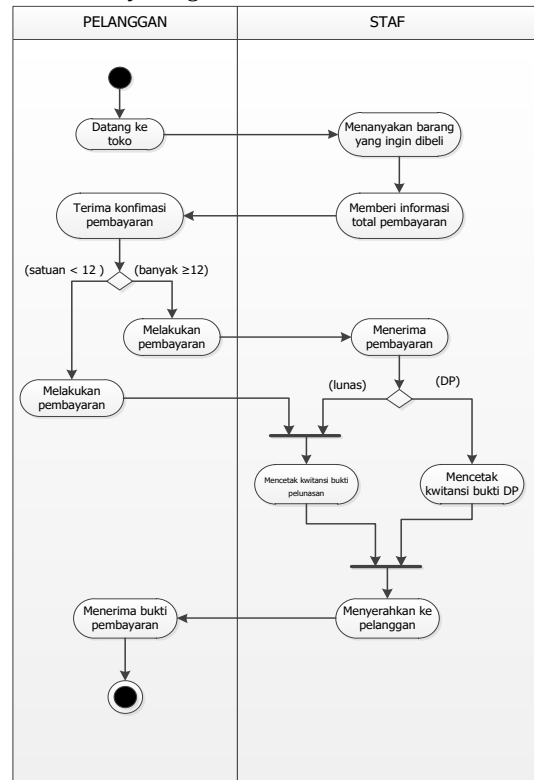 PELANGGAN
STAF
Datang ke
toko
Menanyakan barang
yang ingin dibeli
Terima konfimasi
pembayaran
Memberi informasi
total pembayaran
(satuan < 12 )
(banyak ≥12)
Melakukan
pembayaran
Menerima
pembayaran
Melakukan
pembayaran
(lunas)
(DP)
Mencetak kwitansi bukti
pelunasan
Mencetak
kwitansi bukti DP
Menerima bukti
pembayaran
Menyerahkan ke
pelanggan